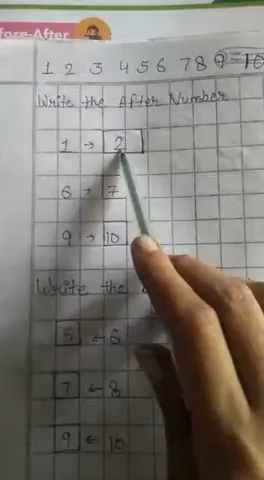 fore-After
1 2 3 4 5 6 7 8 9 = 10
Write the After Number
1 → 2
6 → 7
9 → 10
Write the
5 ← 6
7 ← 8
9 ← 10